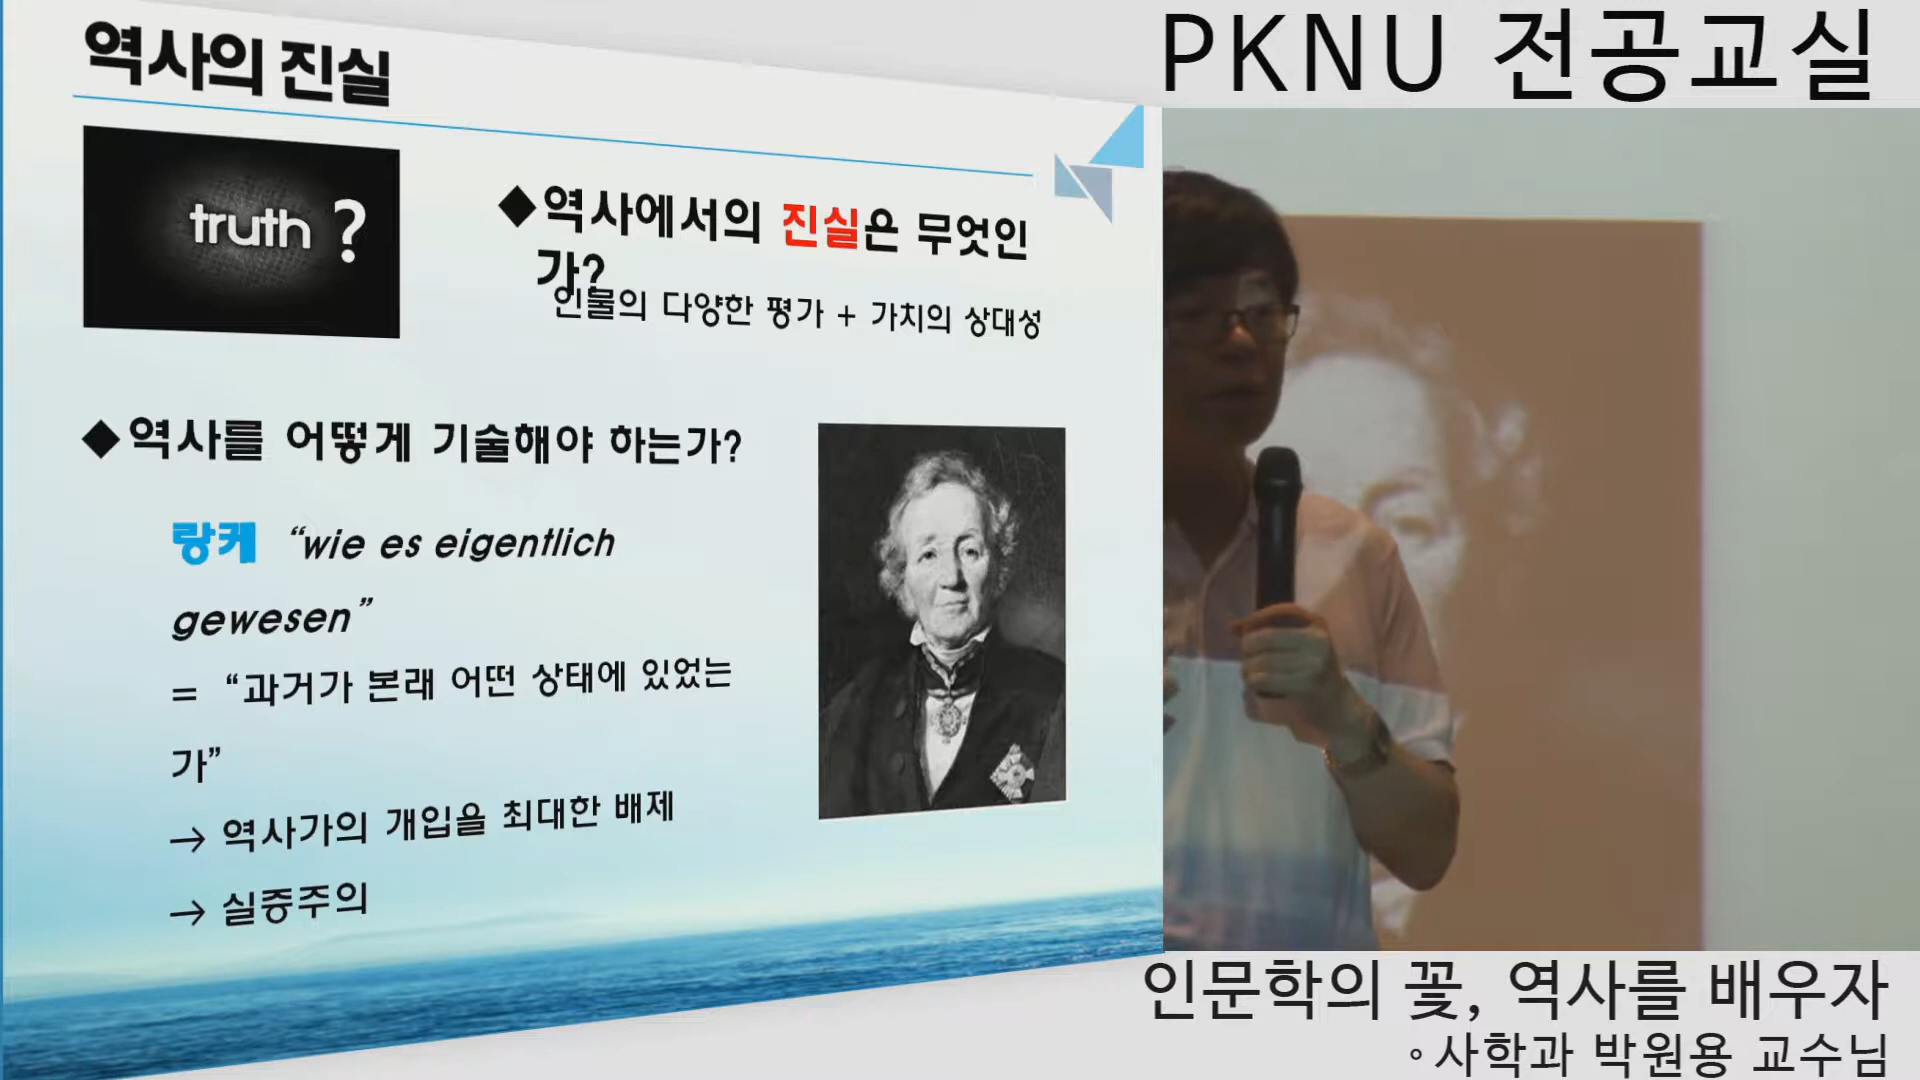 역사의 진실
truth ?
◆역사에서의 진실은 무엇인
가?
인물의 다양한 평가 + 가치의 상대성
◆역사를 어떻게 기술해야 하는가?
랑케 “wie es eigentlich
gewesen”
= “과거가 본래 어떤 상태에 있었는
가”
→ 역사가의 개입을 최대한 배제
→ 실증주의
PKNU 전공교실
인문학의 꽃, 역사를 배우자
◦사학과 박원용 교수님